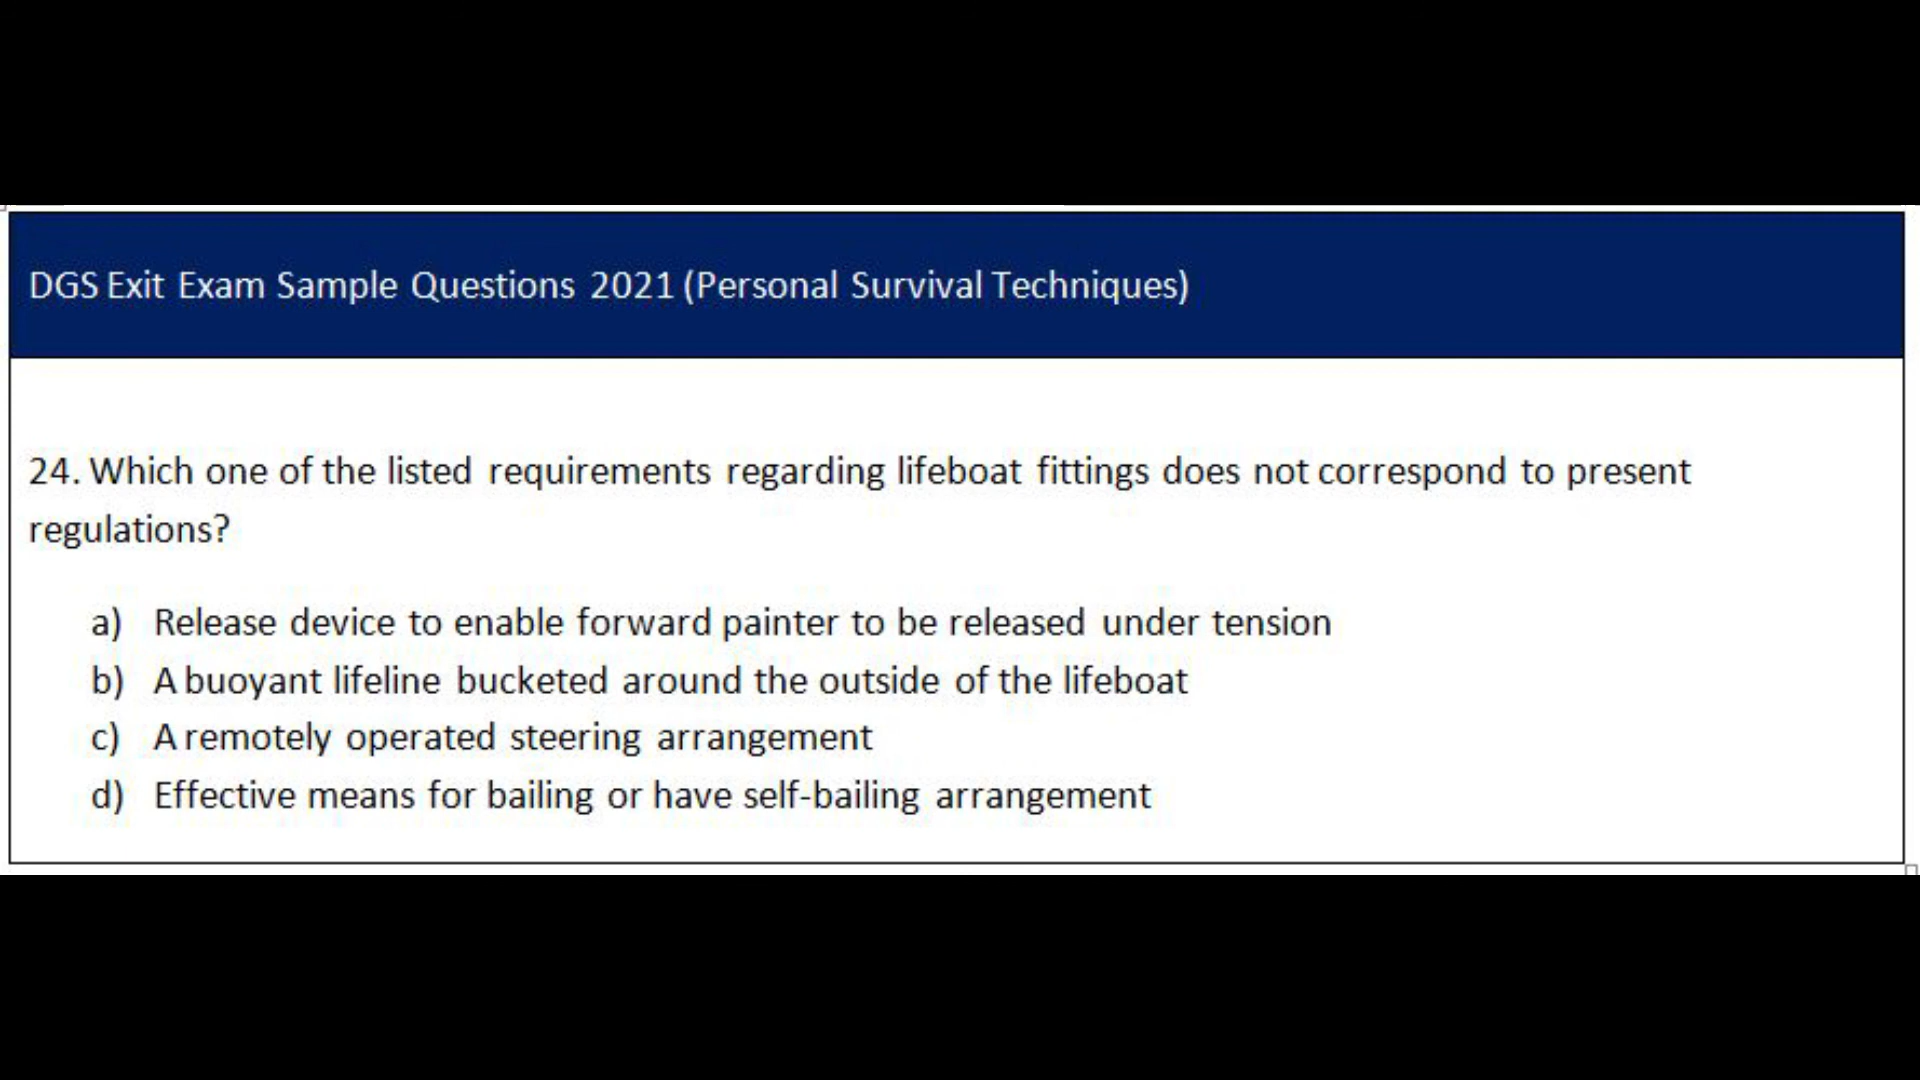 DGS Exit Exam Sample Questions 2021 (Personal Survival Techniques)
24. Which one of the listed requirements regarding lifeboat fittings does not correspond to present
regulations?
a) Release device to enable forward painter to be released under tension
b) A buoyant lifeline bucketed around the outside of the lifeboat
c) A remotely operated steering arrangement
d) Effective means for bailing or have self-bailing arrangement